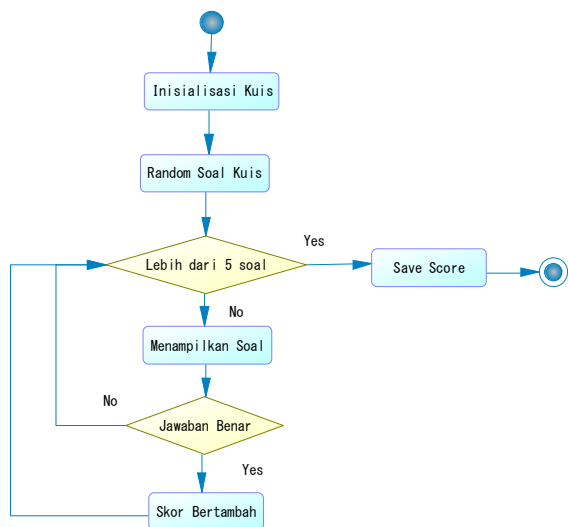 Inisialisasi Kuis
Random Soal Kuis
Yes
Lebih dari 5 soal
Save Score
No
Menampilkan Soal
No
Jawaban Benar
Yes
Skor Bertambah